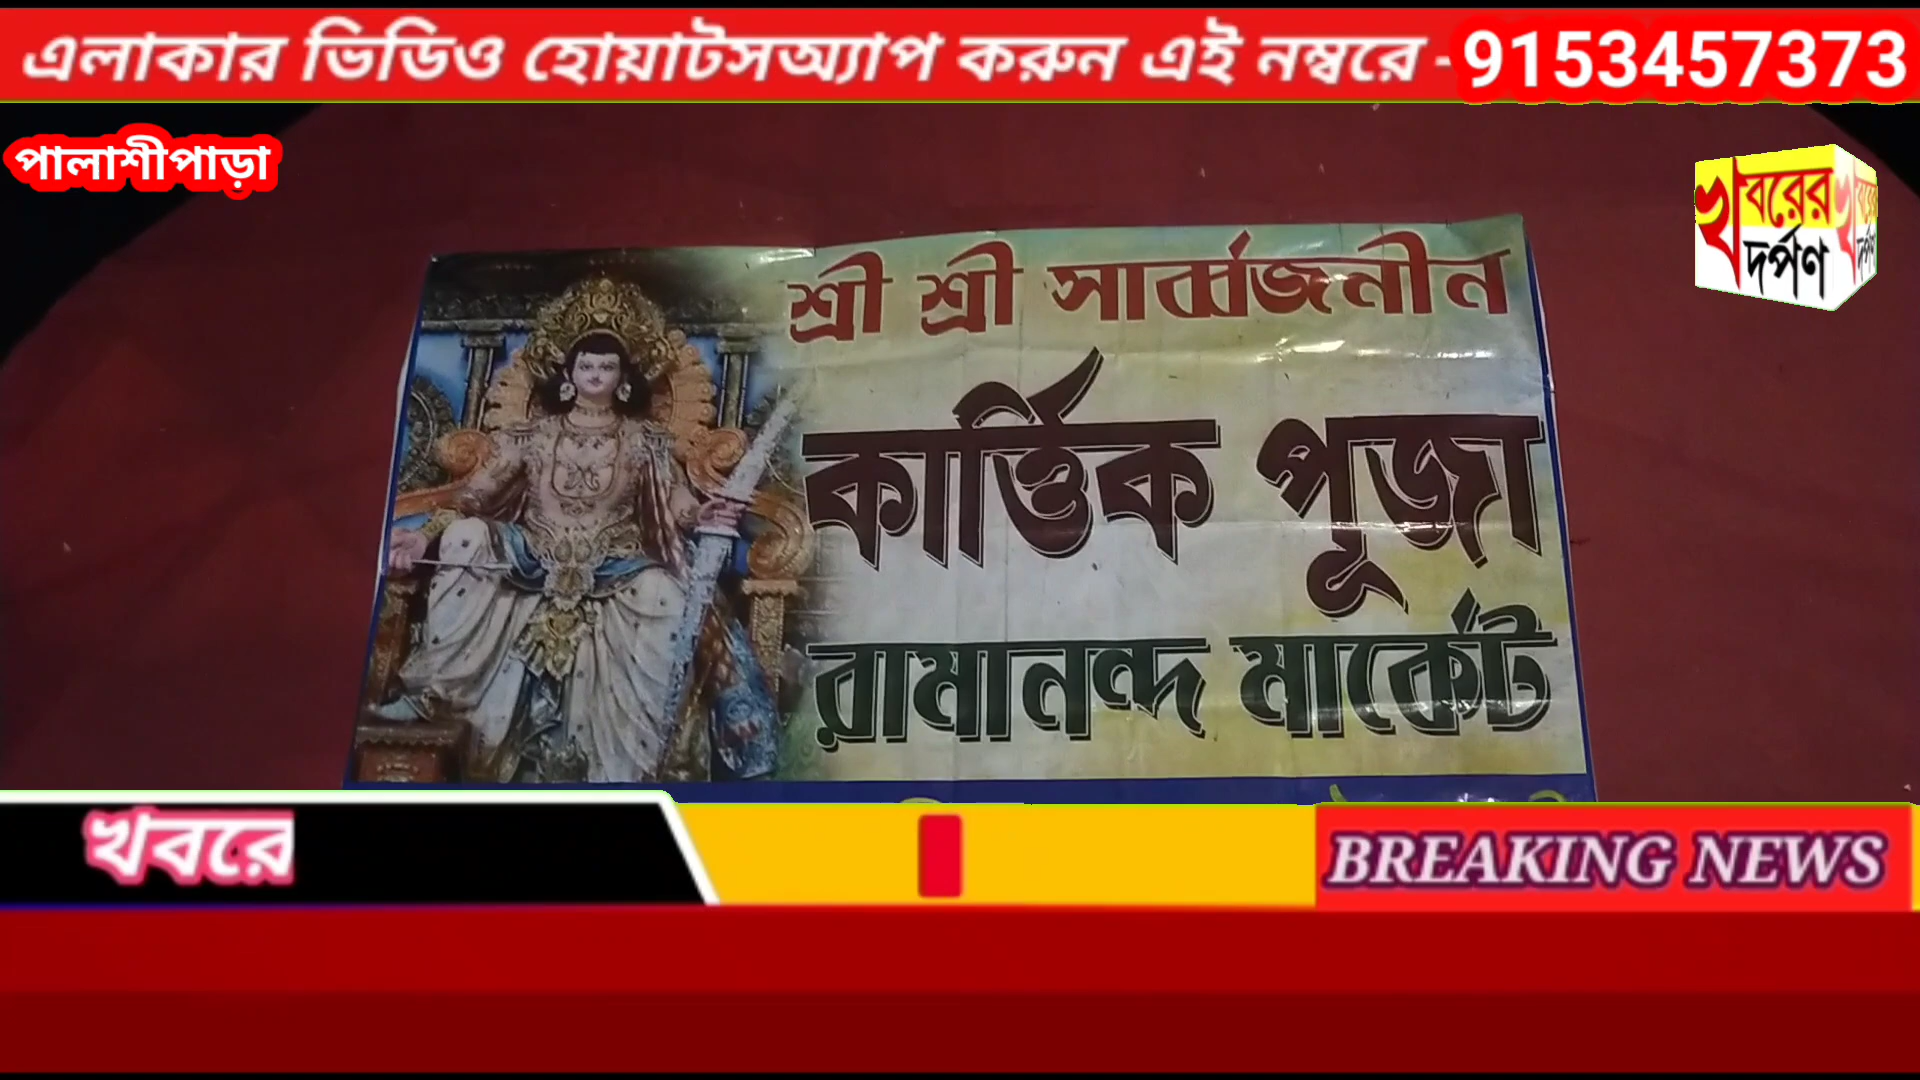 এলাকার ভিডিও হোয়াটসঅ্যাপ করুন এই নম্বরে - 9153457373
পালাশীপাড়া
খবরের
দর্পণ
শ্রী শ্রী সার্ব্বজনীন
কার্ত্তিক পূজা
রামানন্দ মার্কেট
খবরে
BREAKING NEWS